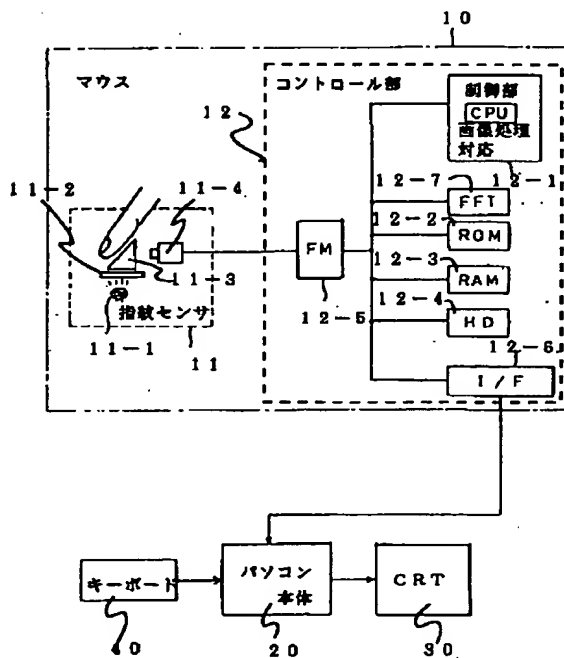 １０
マウス
コントロール部
１２
制御部
CPU
画像処理
対応
１１-２
１１-４
１２-７
１２-１
FFT
１２-２
ROM
FM
１２-３
RAM
１１-３
１２-４
指紋センサ
１２-５
HD
１１-１
１１
１２-６
I/F
キーボード
パソコン
本体
CRT
４０
２０
３０